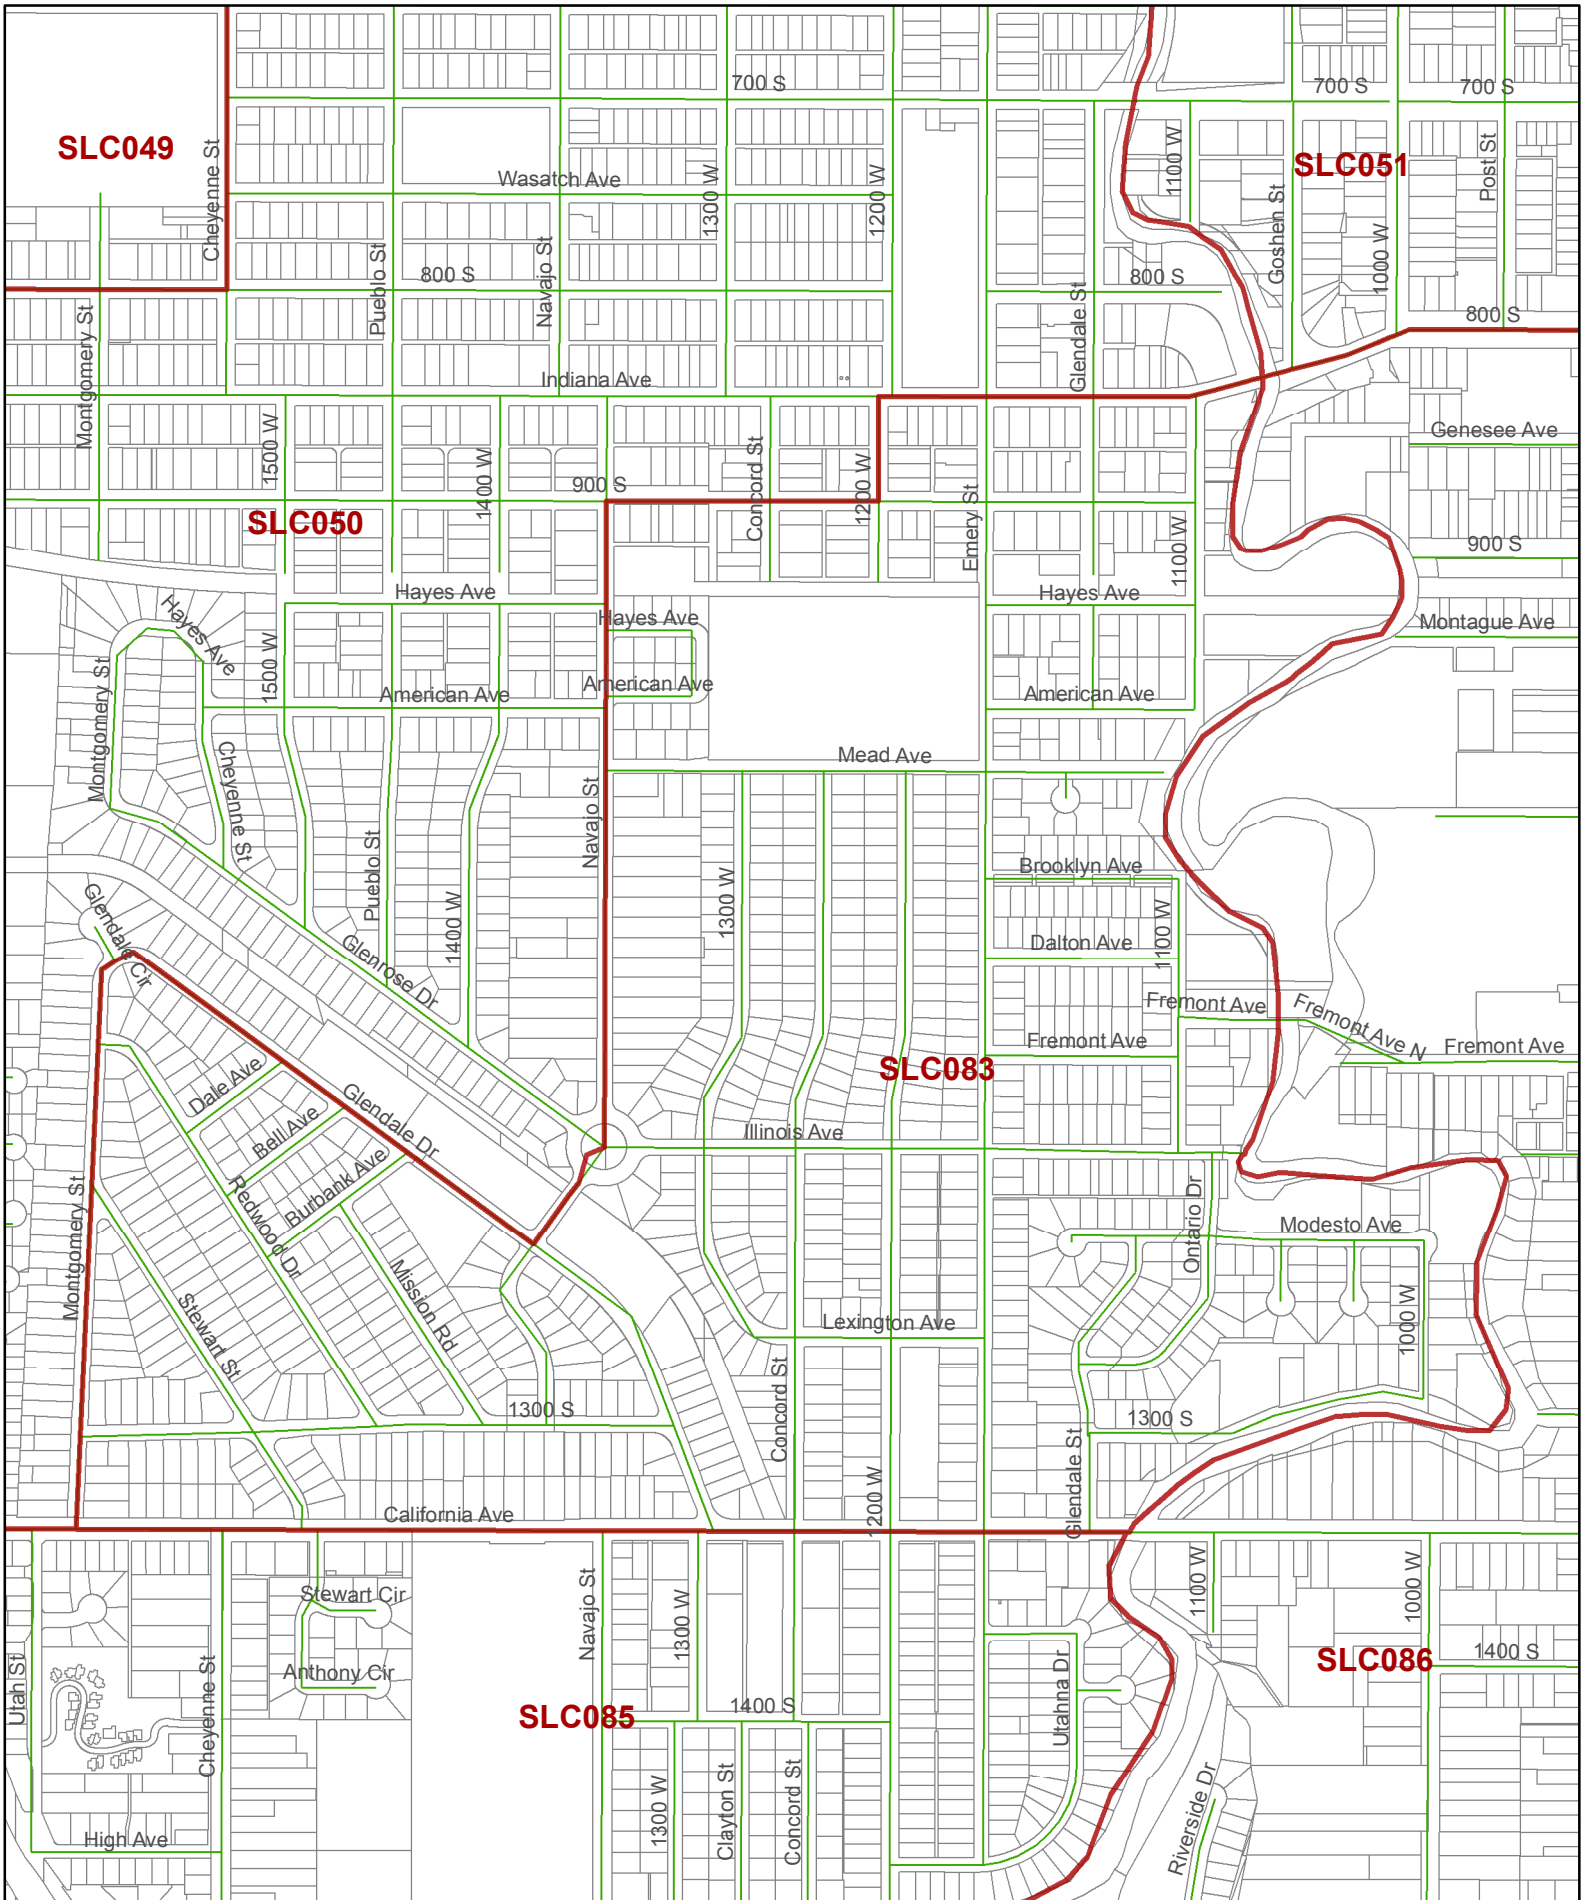 700 S
700 S
700 S
SLC049
Cheyenne St
Wasatch Ave
1300 W
1200 W
1100 W
SLC051
Post St
Goshen St
1000 W
Pueblo St
Navajo St
800 S
800 S
800 S
Montgomery St
Glendale St
Indiana Ave
Genesee Ave
1500 W
1400 W
900 S
Concord St
1200 W
Emery St
SLC050
1100 W
900 S
Hayes Ave
Hayes Ave
Hayes Ave
Hayes Ave
Montague Ave
1500 W
Montgomery St
American Ave
American Ave
American Ave
Cheyenne St
Mead Ave
Navajo St
Pueblo St
1400 W
1300 W
Brooklyn Ave
Glendale Cir
Glenrose Dr
Dalton Ave
1100 W
Fremont Ave
Fremont Ave N
Fremont Ave
Fremont Ave
SLC083
Dale Ave
Bell Ave
Glendale Dr
Illinois Ave
Burbank Ave
Redwood Dr
Montgomery St
Ontario Dr
Modesto Ave
Stewart St
Mission Rd
Lexington Ave
1000 W
Concord St
1300 S
1300 S
Glendale St
1200 W
California Ave
Navajo St
1300 W
Stewart Cir
1100 W
1000 W
Utah St
Cheyenne St
Anthony Cir
Utahna Dr
SLC086
1400 S
SLC085
1400 S
1300 W
Clayton St
Concord St
Riverside Dr
High Ave